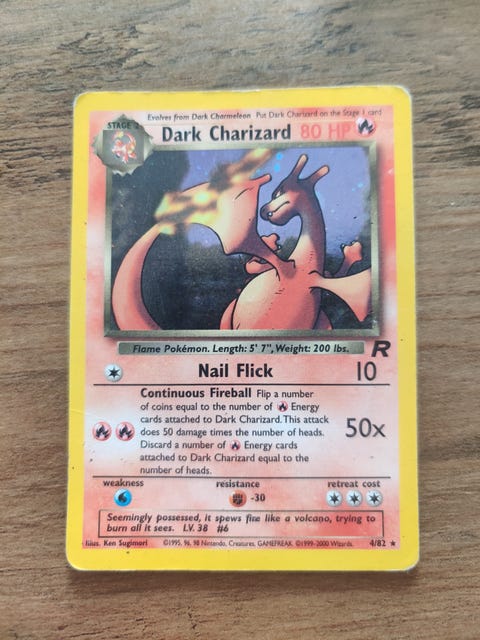 Evolves from Dark Charmeleon Put Dark Charizard on the Stage 1 card
STAGE 2
Dark Charizard 80 HP
Flame Pokémon. Length: 5' 7", Weight: 200 lbs.
R
Nail Flick 10
Continuous Fireball Flip a number
of coins equal to the number of Energy
cards attached to Dark Charizard. This attack
does 50 damage times the number of heads.
Discard a number of Energy cards
attached to Dark Charizard equal to the
number of heads.
50x
weakness resistance retreat cost
-30
Seemingly possessed, it spews fire like a volcano, trying to
burn all it sees. LV. 38 #6
Illus. Ken Sugimori ©1995, 96, 98 Nintendo, Creatures, GAMEFREAK. ©1999-2000 Wizards. 4/82 ★